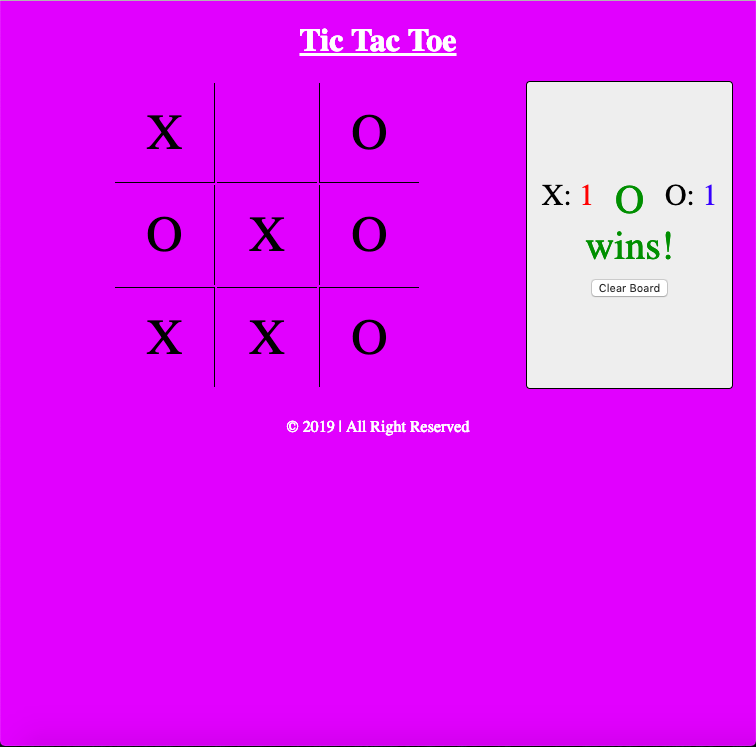 Tic Tac Toe
X O
O X O
X X O
X: 1 O O: 1
wins!
Clear Board
© 2019 | All Right Reserved